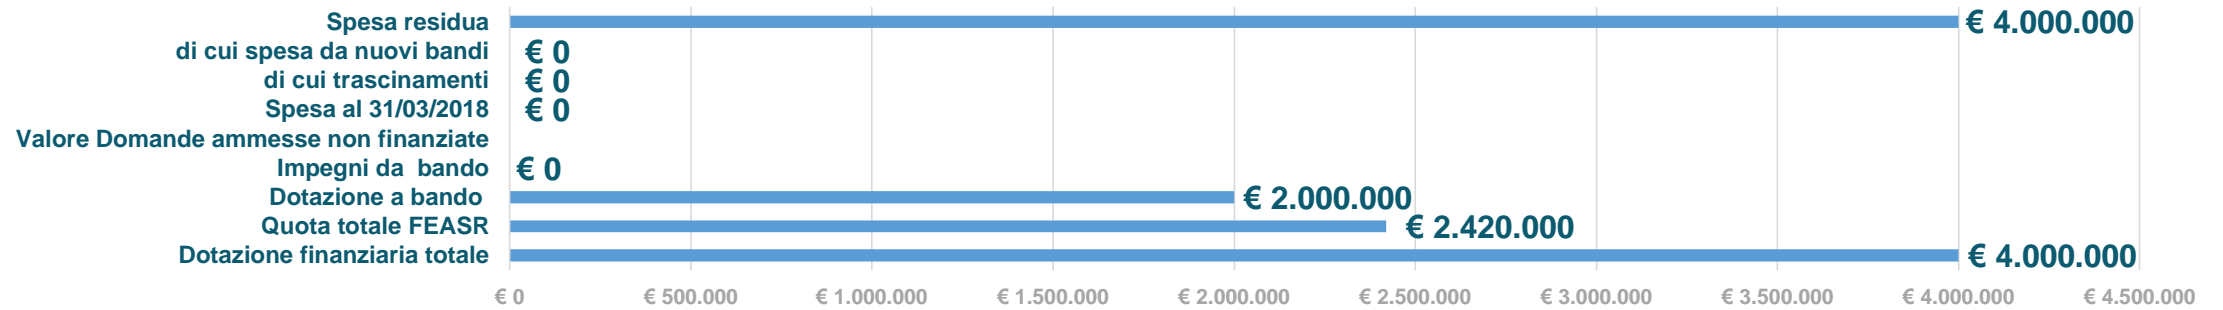 Spesa residua € 4.000.000
di cui spesa da nuovi bandi € 0
di cui trascinamenti € 0
Spesa al 31/03/2018 € 0
Valore Domande ammesse non finanziate
Impegni da  bando € 0
Dotazione a bando € 2.000.000
Quota totale FEASR € 2.420.000
Dotazione finanziaria totale € 4.000.000
€ 0 € 500.000 € 1.000.000 € 1.500.000 € 2.000.000 € 2.500.000 € 3.000.000 € 3.500.000 € 4.000.000 € 4.500.000